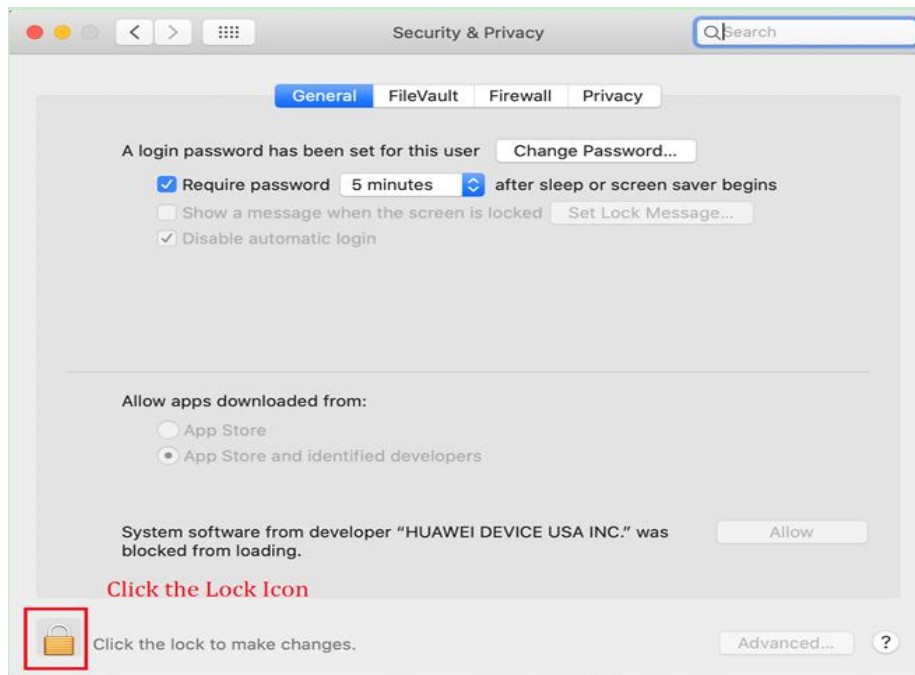 Security & Privacy
Search
General FileVault Firewall Privacy
A login password has been set for this user Change Password...
Require password 5 minutes after sleep or screen saver begins
Show a message when the screen is locked Set Lock Message...
Disable automatic login
Allow apps downloaded from:
App Store
App Store and identified developers
System software from developer “HUAWEI DEVICE USA INC.” was
blocked from loading.
Allow
Click the Lock Icon
Click the lock to make changes.
Advanced... ?